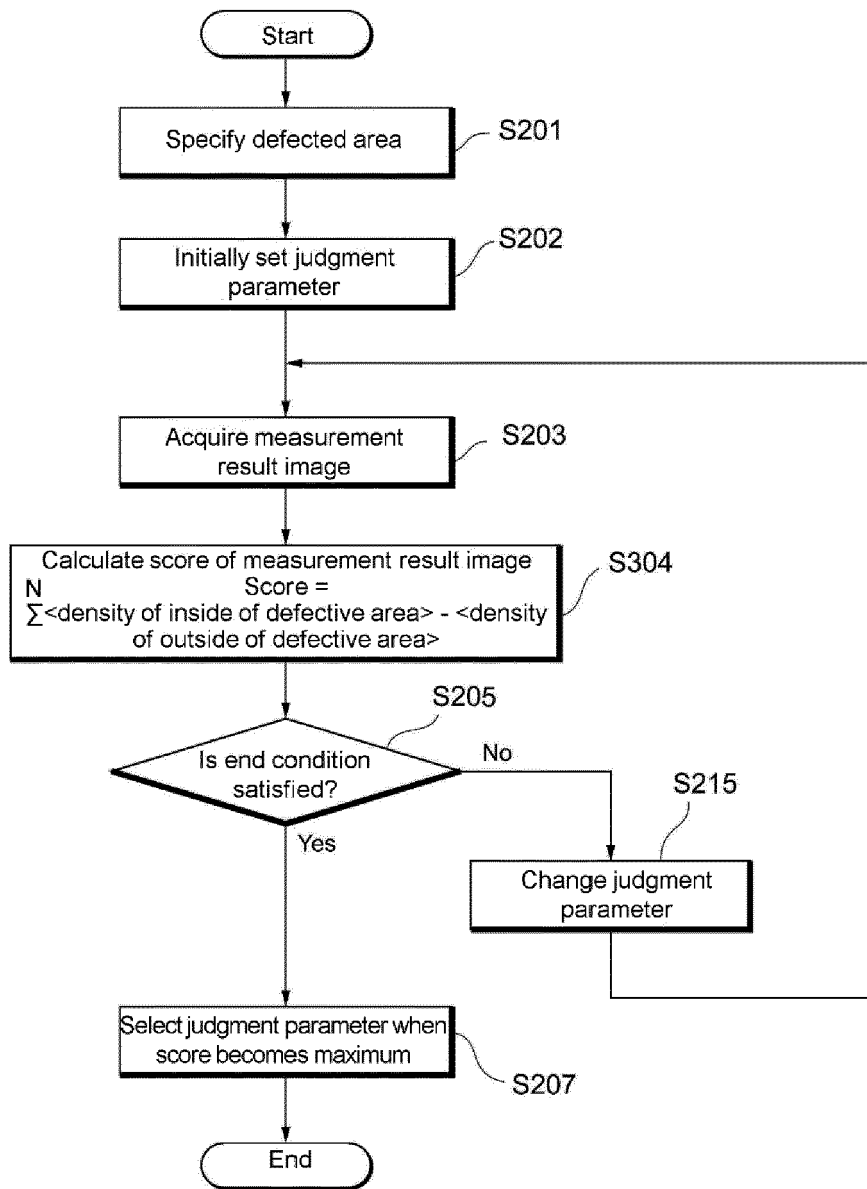 Start
Specify defected area
S201
Initially set judgment
parameter
S202
Acquire measurement
result image
S203
Calculate score of measurement result image
N Score =
∑<density of inside of defective area> - <density
of outside of defective area>
S304
Is end condition
satisfied?
S205
No
Yes
S215
Change judgment
parameter
Select judgment parameter when
score becomes maximum
S207
End